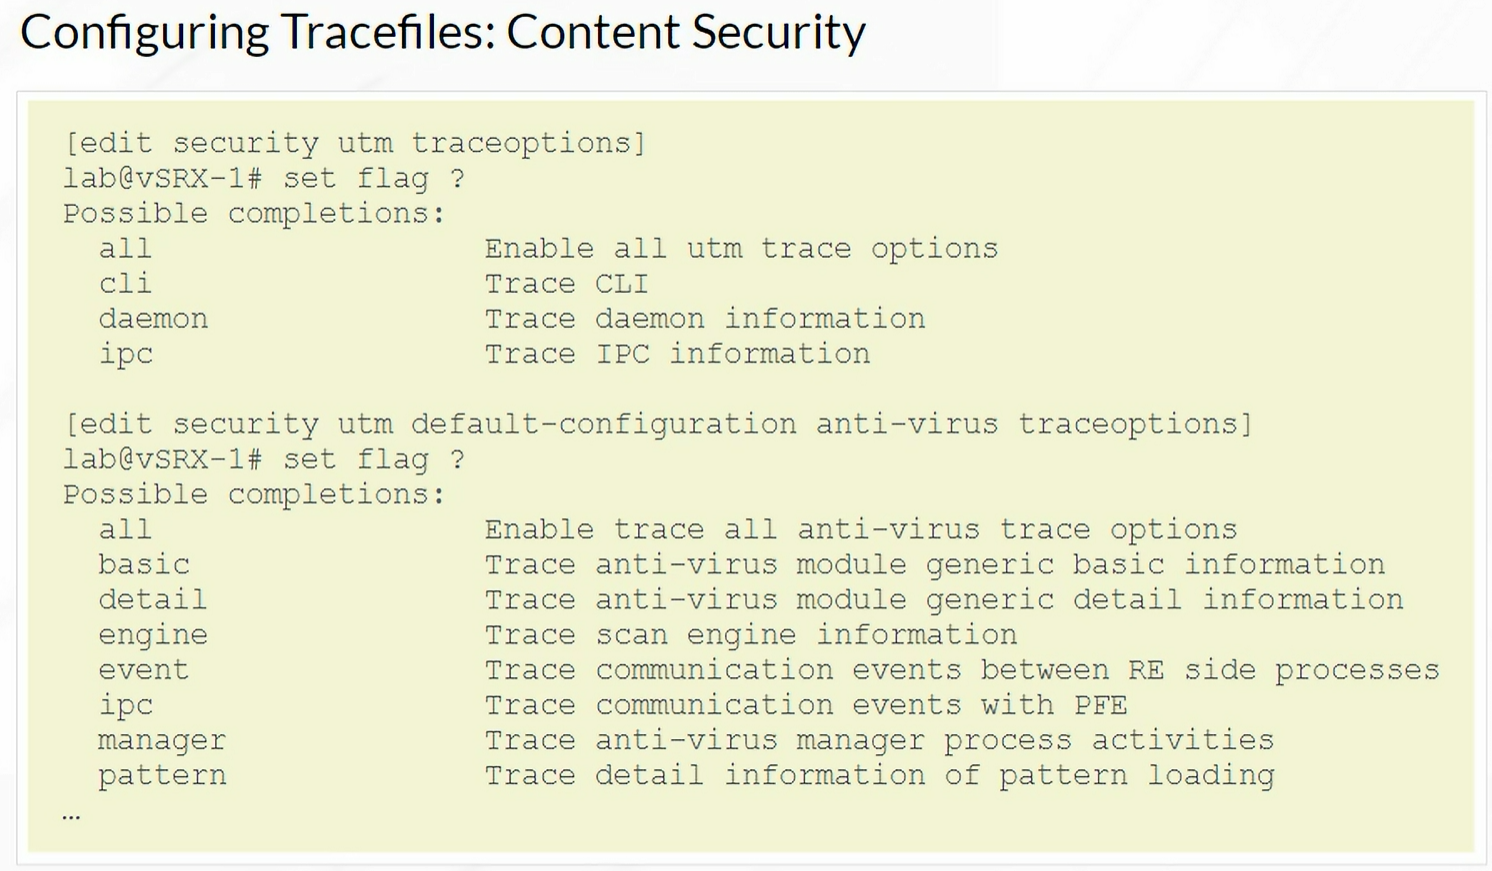 Configuring Tracefiles: Content Security
[edit security utm traceoptions]
lab@vSRX-1# set flag ?
Possible completions:
all Enable all utm trace options
cli Trace CLI
daemon Trace daemon information
ipc Trace IPC information
[edit security utm default-configuration anti-virus traceoptions]
lab@vSRX-1# set flag ?
Possible completions:
all Enable trace all anti-virus trace options
basic Trace anti-virus module generic basic information
detail Trace anti-virus module generic detail information
engine Trace scan engine information
event Trace communication events between RE side processes
ipc Trace communication events with PFE
manager Trace anti-virus manager process activities
pattern Trace detail information of pattern loading
…